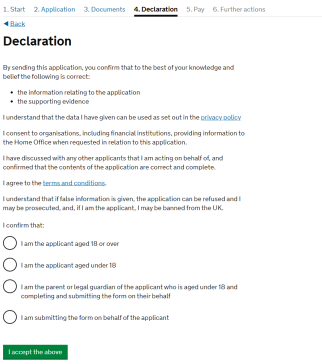 1. Start 2. Application 3. Documents 4. Declaration 5. Pay 6. Further actions
Back
Declaration
By sending this application, you confirm that to the best of your knowledge and
belief the following is correct:
• the information relating to the application
• the supporting evidence
I understand that the data I have given can be used as set out in the privacy policy
I consent to organisations, including financial institutions, providing information to
the Home Office when requested in relation to this application.
I have discussed with any other applicants that I am acting on behalf of, and
confirmed that the contents of the application are correct and complete.
I agree to the terms and conditions.
I understand that if false information is given, the application can be refused and I
may be prosecuted, and, if I am the applicant, I may be banned from the UK.
I confirm that:
I am the applicant aged 18 or over
I am the applicant aged under 18
I am the parent or legal guardian of the applicant who is aged under 18 and
completing and submitting the form on their behalf
I am submitting the form on behalf of the applicant
I accept the above